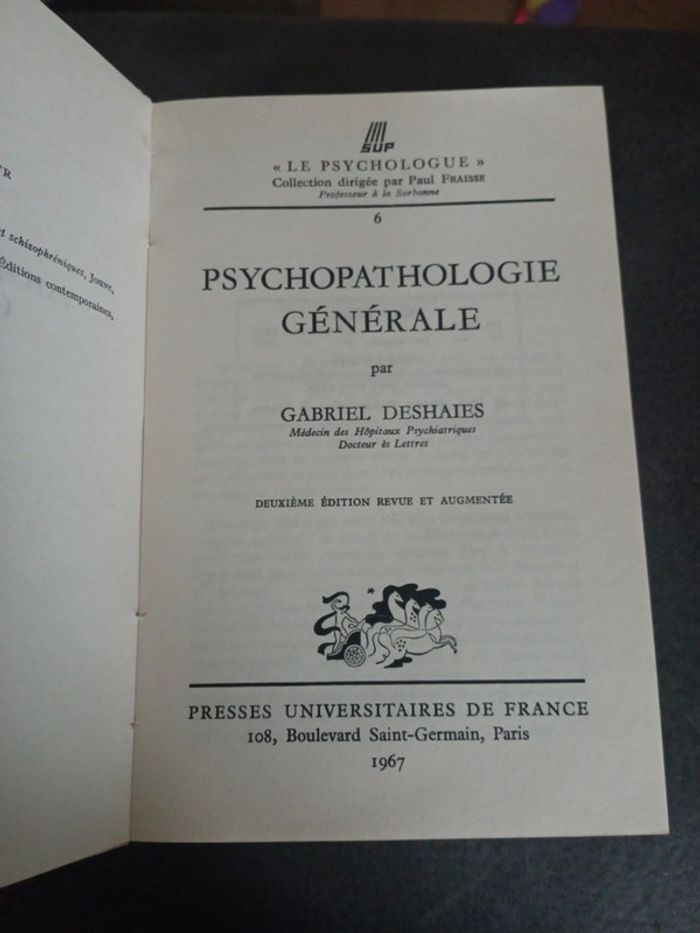 UR
et schizophréniques, Jouve,
Éditions contemporaines,
SUP
« LE PSYCHOLOGUE »
Collection dirigée par Paul FRAISSE
Professeur à la Sorbonne
6
PSYCHOPATHOLOGIE
GÉNÉRALE
par
GABRIEL DESHAIES
Médecin des Hôpitaux Psychiatriques
Docteur ès Lettres
DEUXIÈME ÉDITION REVUE ET AUGMENTÉE
PRESSES UNIVERSITAIRES DE FRANCE
108, Boulevard Saint-Germain, Paris
1967